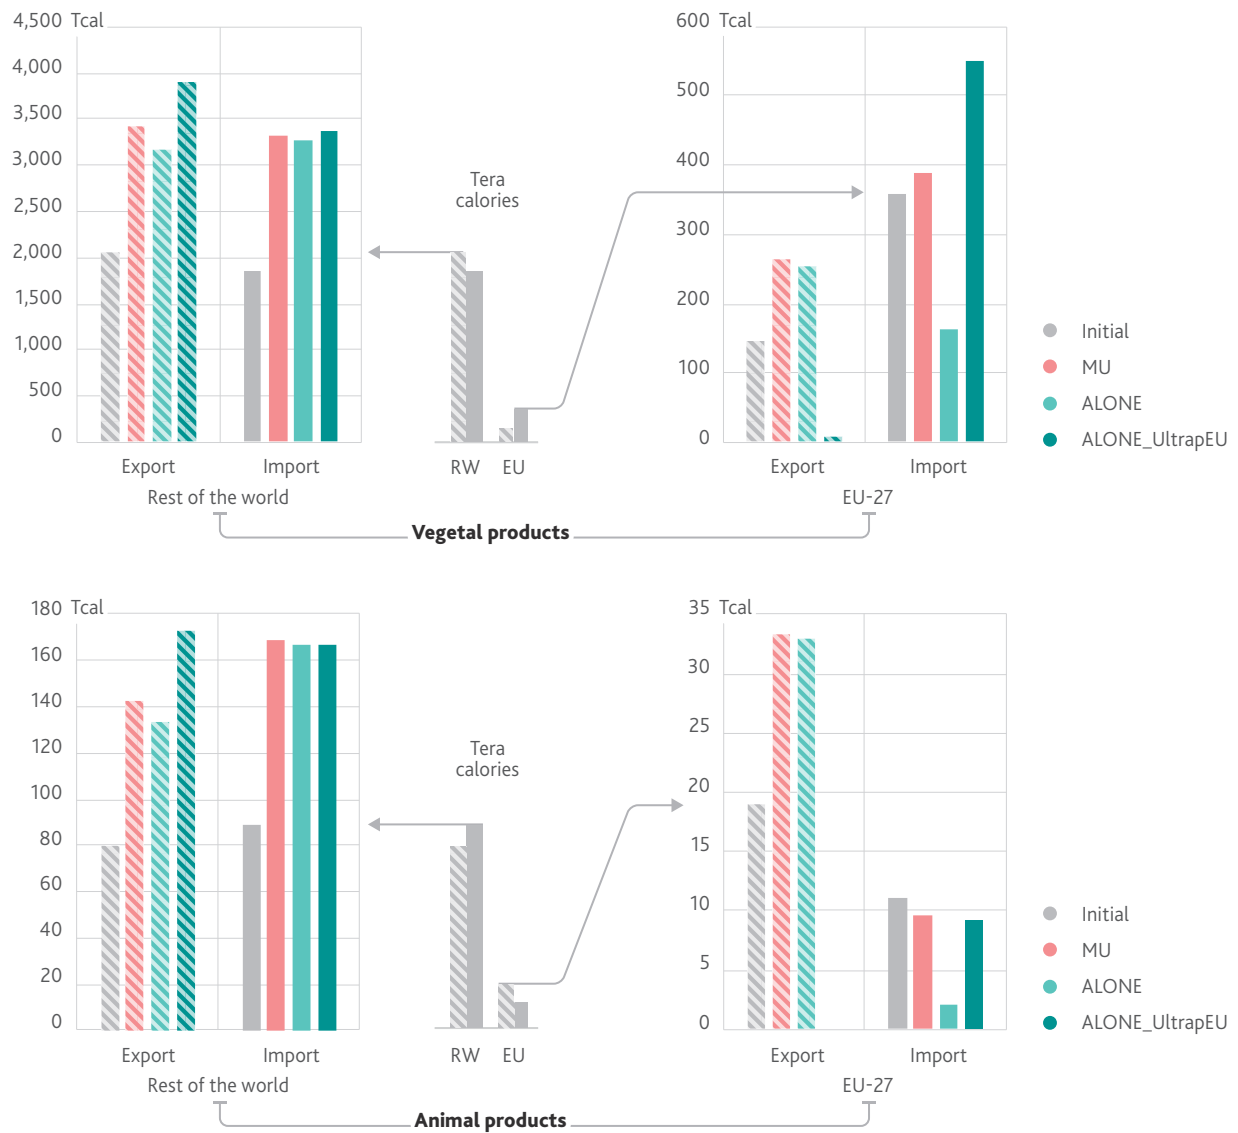 4,500 Tcal
4,000
3,500
3,000
2,500
2,000
1,500
1,000
500
0
Export
Import
Rest of the world
Tera
calories
RW
EU
600 Tcal
500
400
300
200
100
0
Export
Import
EU-27
Initial
MU
ALONE
ALONE_UltrapEU
Vegetal products
180 Tcal
160
140
120
100
80
60
40
20
0
Export
Import
Rest of the world
Tera
calories
RW
EU
35 Tcal
30
25
20
15
10
5
0
Export
Import
EU-27
Initial
MU
ALONE
ALONE_UltrapEU
Animal products